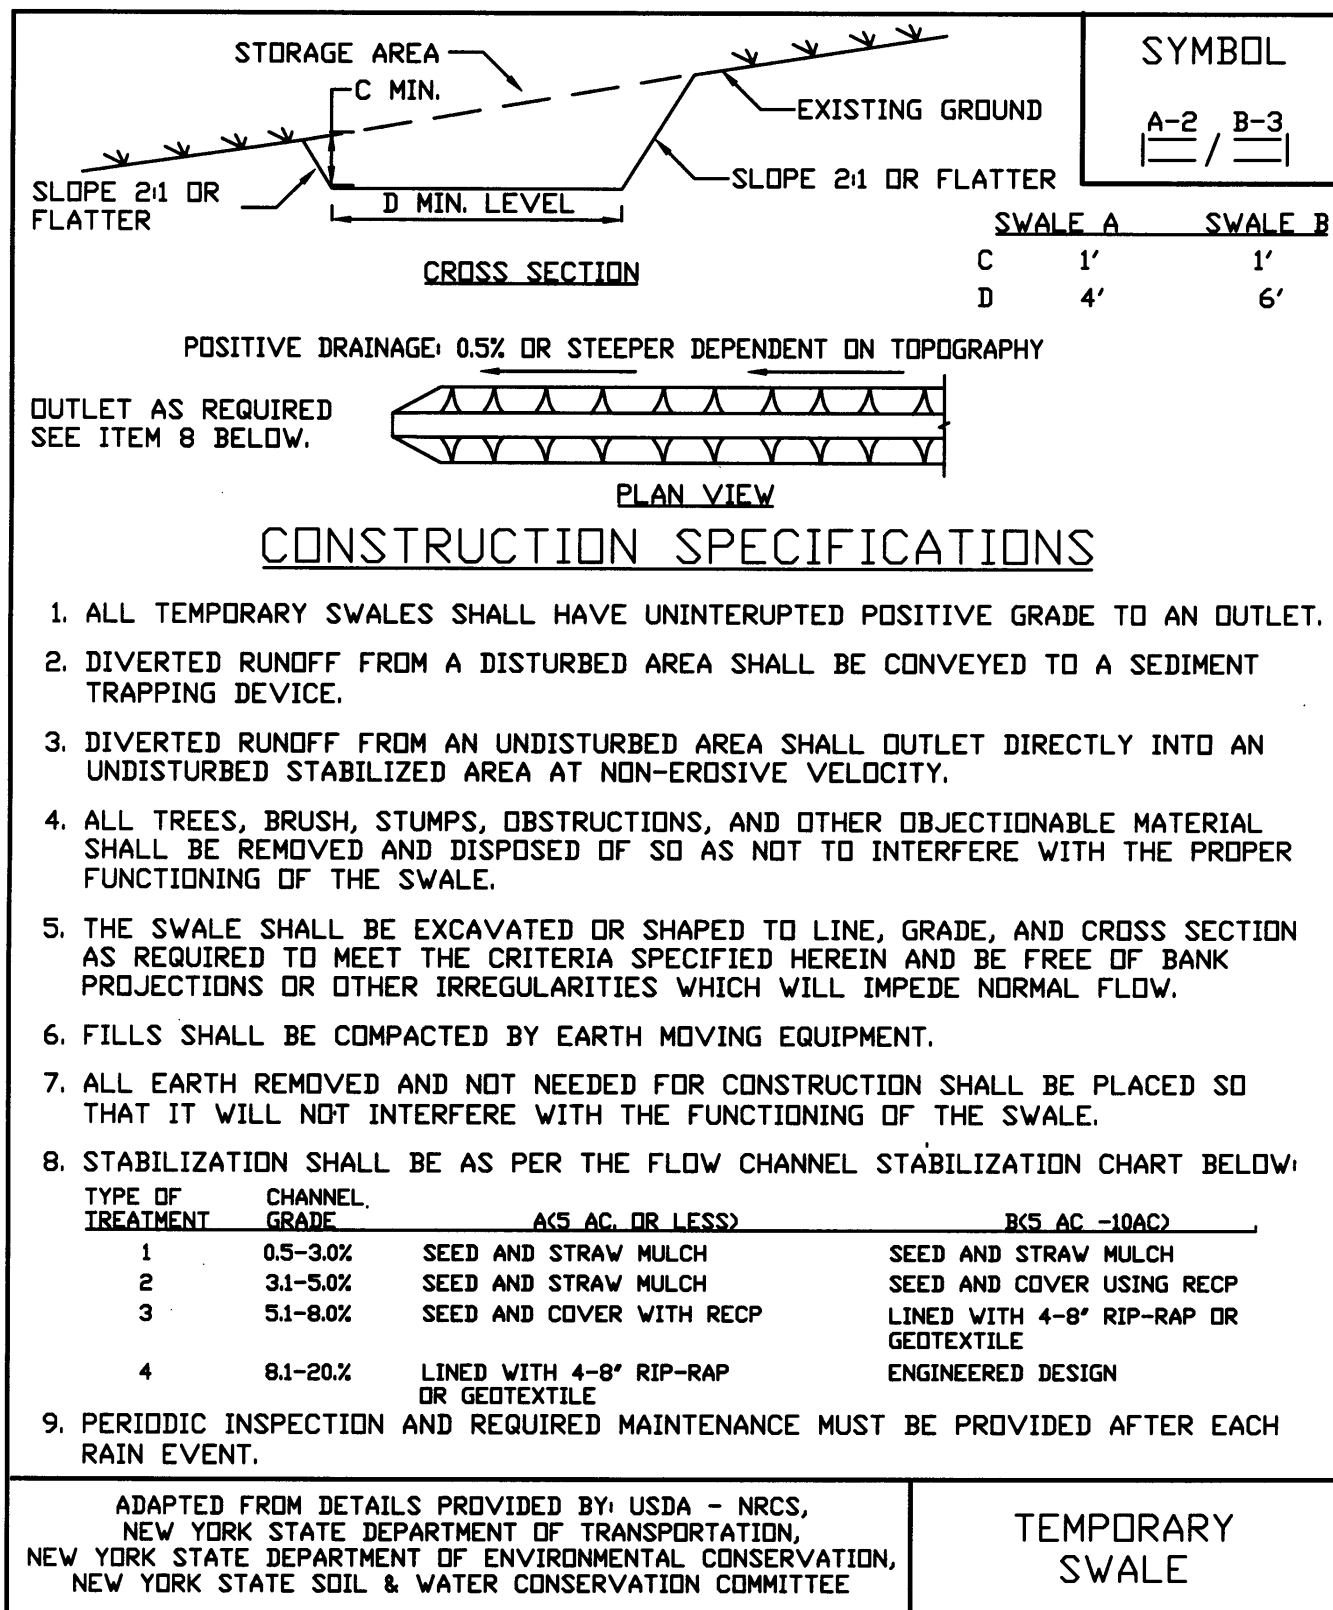 STORAGE AREA
C MIN.
EXISTING GROUND
SLOPE 2:1 OR
FLATTER
SLOPE 2:1 OR FLATTER
D MIN. LEVEL
CROSS SECTION
SYMBOL
A-2 / B-3
SWALE A SWALE B
C 1' 1'
D 4' 6'
POSITIVE DRAINAGE: 0.5% OR STEEPER DEPENDENT ON TOPOGRAPHY
OUTLET AS REQUIRED
SEE ITEM 8 BELOW.
PLAN VIEW
CONSTRUCTION SPECIFICATIONS
1. ALL TEMPORARY SWALES SHALL HAVE UNINTERUPTED POSITIVE GRADE TO AN OUTLET.
2. DIVERTED RUNOFF FROM A DISTURBED AREA SHALL BE CONVEYED TO A SEDIMENT
TRAPPING DEVICE.
3. DIVERTED RUNOFF FROM AN UNDISTURBED AREA SHALL OUTLET DIRECTLY INTO AN
UNDISTURBED STABILIZED AREA AT NON-EROSIVE VELOCITY.
4. ALL TREES, BRUSH, STUMPS, OBSTRUCTIONS, AND OTHER OBJECTIONABLE MATERIAL
SHALL BE REMOVED AND DISPOSED OF SO AS NOT TO INTERFERE WITH THE PROPER
FUNCTIONING OF THE SWALE.
5. THE SWALE SHALL BE EXCAVATED OR SHAPED TO LINE, GRADE, AND CROSS SECTION
AS REQUIRED TO MEET THE CRITERIA SPECIFIED HEREIN AND BE FREE OF BANK
PROJECTIONS OR OTHER IRREGULARITIES WHICH WILL IMPEDE NORMAL FLOW.
6. FILLS SHALL BE COMPACTED BY EARTH MOVING EQUIPMENT.
7. ALL EARTH REMOVED AND NOT NEEDED FOR CONSTRUCTION SHALL BE PLACED SO
THAT IT WILL NOT INTERFERE WITH THE FUNCTIONING OF THE SWALE.
8. STABILIZATION SHALL BE AS PER THE FLOW CHANNEL STABILIZATION CHART BELOW:
TYPE OF CHANNEL
TREATMENT GRADE A(5 AC. OR LESS) B(5 AC -10AC)
1 0.5-3.0% SEED AND STRAW MULCH SEED AND STRAW MULCH
2 3.1-5.0% SEED AND STRAW MULCH SEED AND COVER USING RECP
3 5.1-8.0% SEED AND COVER WITH RECP LINED WITH 4-8" RIP-RAP OR
GEOTEXTILE
4 8.1-20.% LINED WITH 4-8" RIP-RAP ENGINEERED DESIGN
OR GEOTEXTILE
9. PERIODIC INSPECTION AND REQUIRED MAINTENANCE MUST BE PROVIDED AFTER EACH
RAIN EVENT.
ADAPTED FROM DETAILS PROVIDED BY: USDA - NRCS,
NEW YORK STATE DEPARTMENT OF TRANSPORTATION,
NEW YORK STATE DEPARTMENT OF ENVIRONMENTAL CONSERVATION,
NEW YORK STATE SOIL & WATER CONSERVATION COMMITTEE
TEMPORARY
SWALE